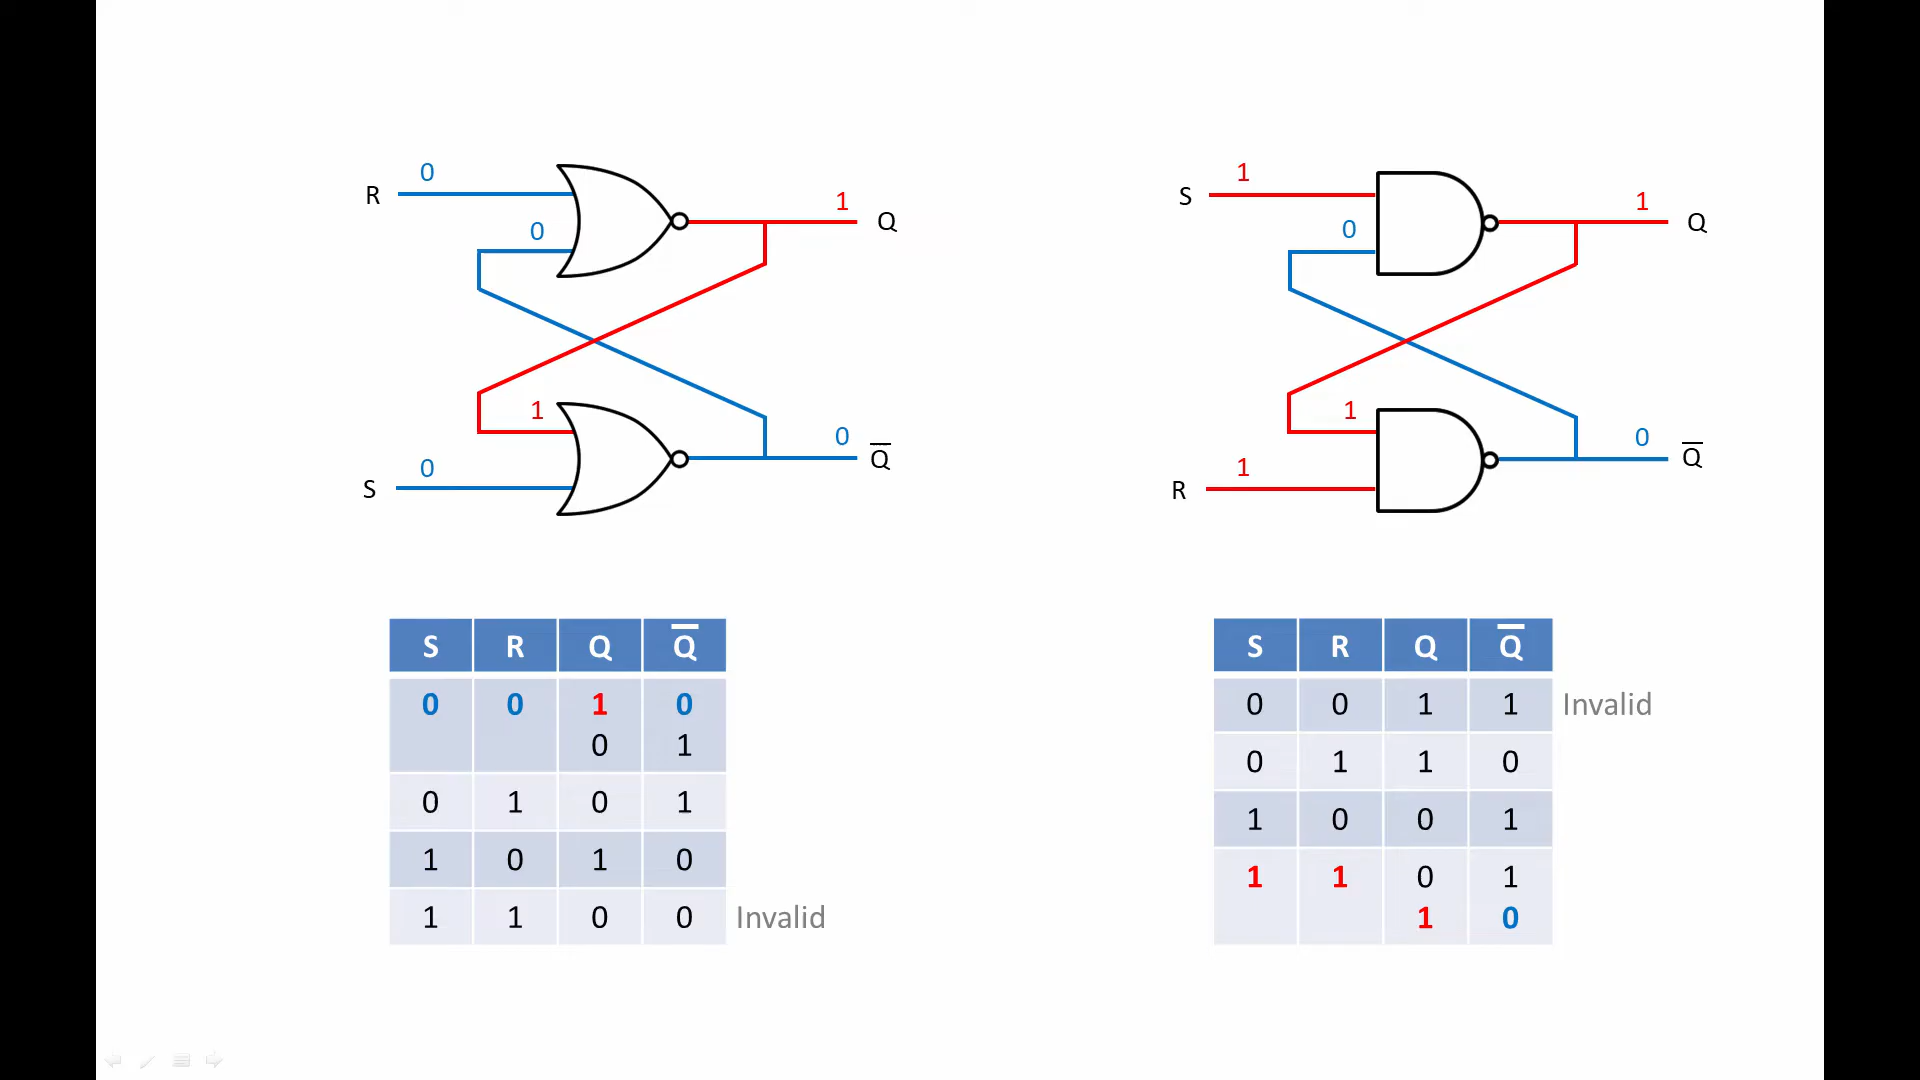 R 0
0
1 Q
1
S 0
0 Q̅
S 1
0
1 Q
1
R 1
0 Q̅
S R Q Q̅
0 0 1 0
0 1
0 1 0 1
1 0 1 0
1 1 0 0 Invalid
S R Q Q̅
0 0 1 1 Invalid
0 1 1 0
1 0 0 1
1 1 0 1
1 0